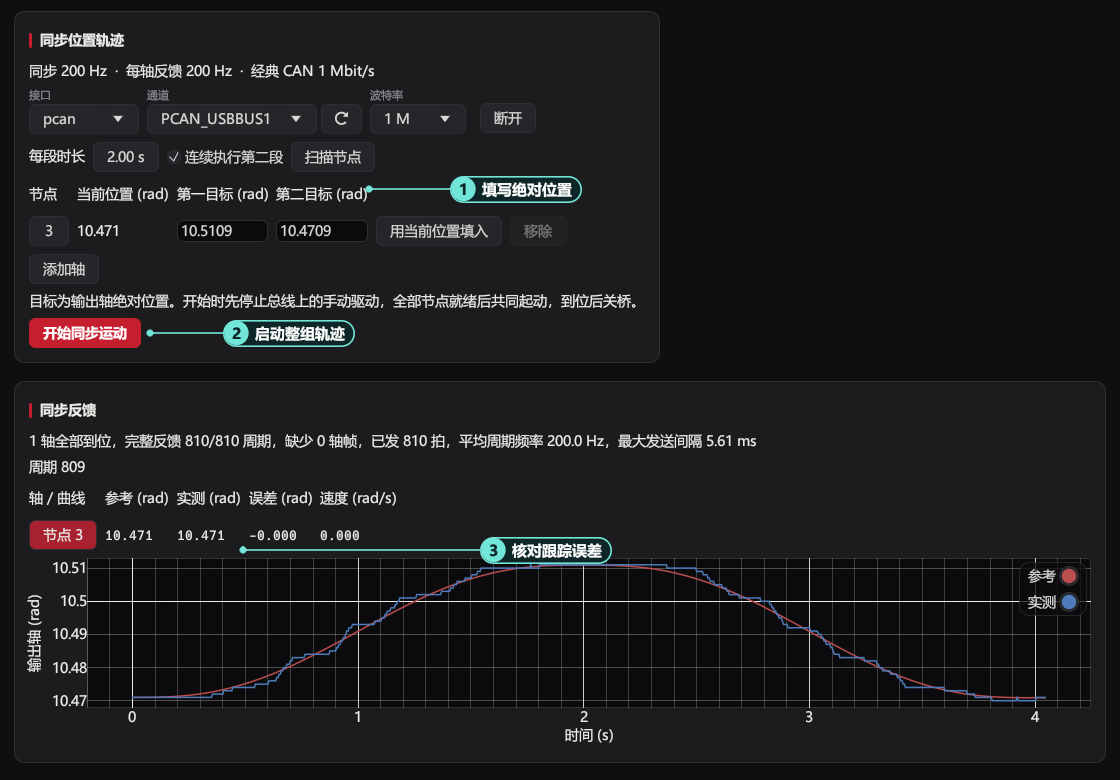 同步位置轨迹
同步 200 Hz · 每轴反馈 200 Hz · 经典 CAN 1 Mbit/s
接口 通道 波特率
pcan PCAN_USBBUS1 1 M 断开
每段时长 2.00 s 连续执行第二段 扫描节点
节点 当前位置 (rad) 第一目标 (rad) 第二目标 (rad) 1 填写绝对位置
3 10.471 10.5109 10.4709 用当前位置填入 移除
添加轴
目标为输出轴绝对位置。开始时先停止总线上的手动驱动，全部节点就绪后共同起动，到位后关桥。
开始同步运动 2 启动整组轨迹
同步反馈
1 轴全部到位，完整反馈 810/810 周期，缺少 0 轴帧，已发 810 拍，平均周期频率 200.0 Hz，最大发送间隔 5.61 ms
周期 809
轴 / 曲线 参考 (rad) 实测 (rad) 误差 (rad) 速度 (rad/s)
节点 3 10.471 10.471 -0.000 0.000
3 核对跟踪误差
参考
实测
输出轴 (rad)
10.51
10.5
10.49
10.48
10.47
0 1 2 3 4
时间 (s)